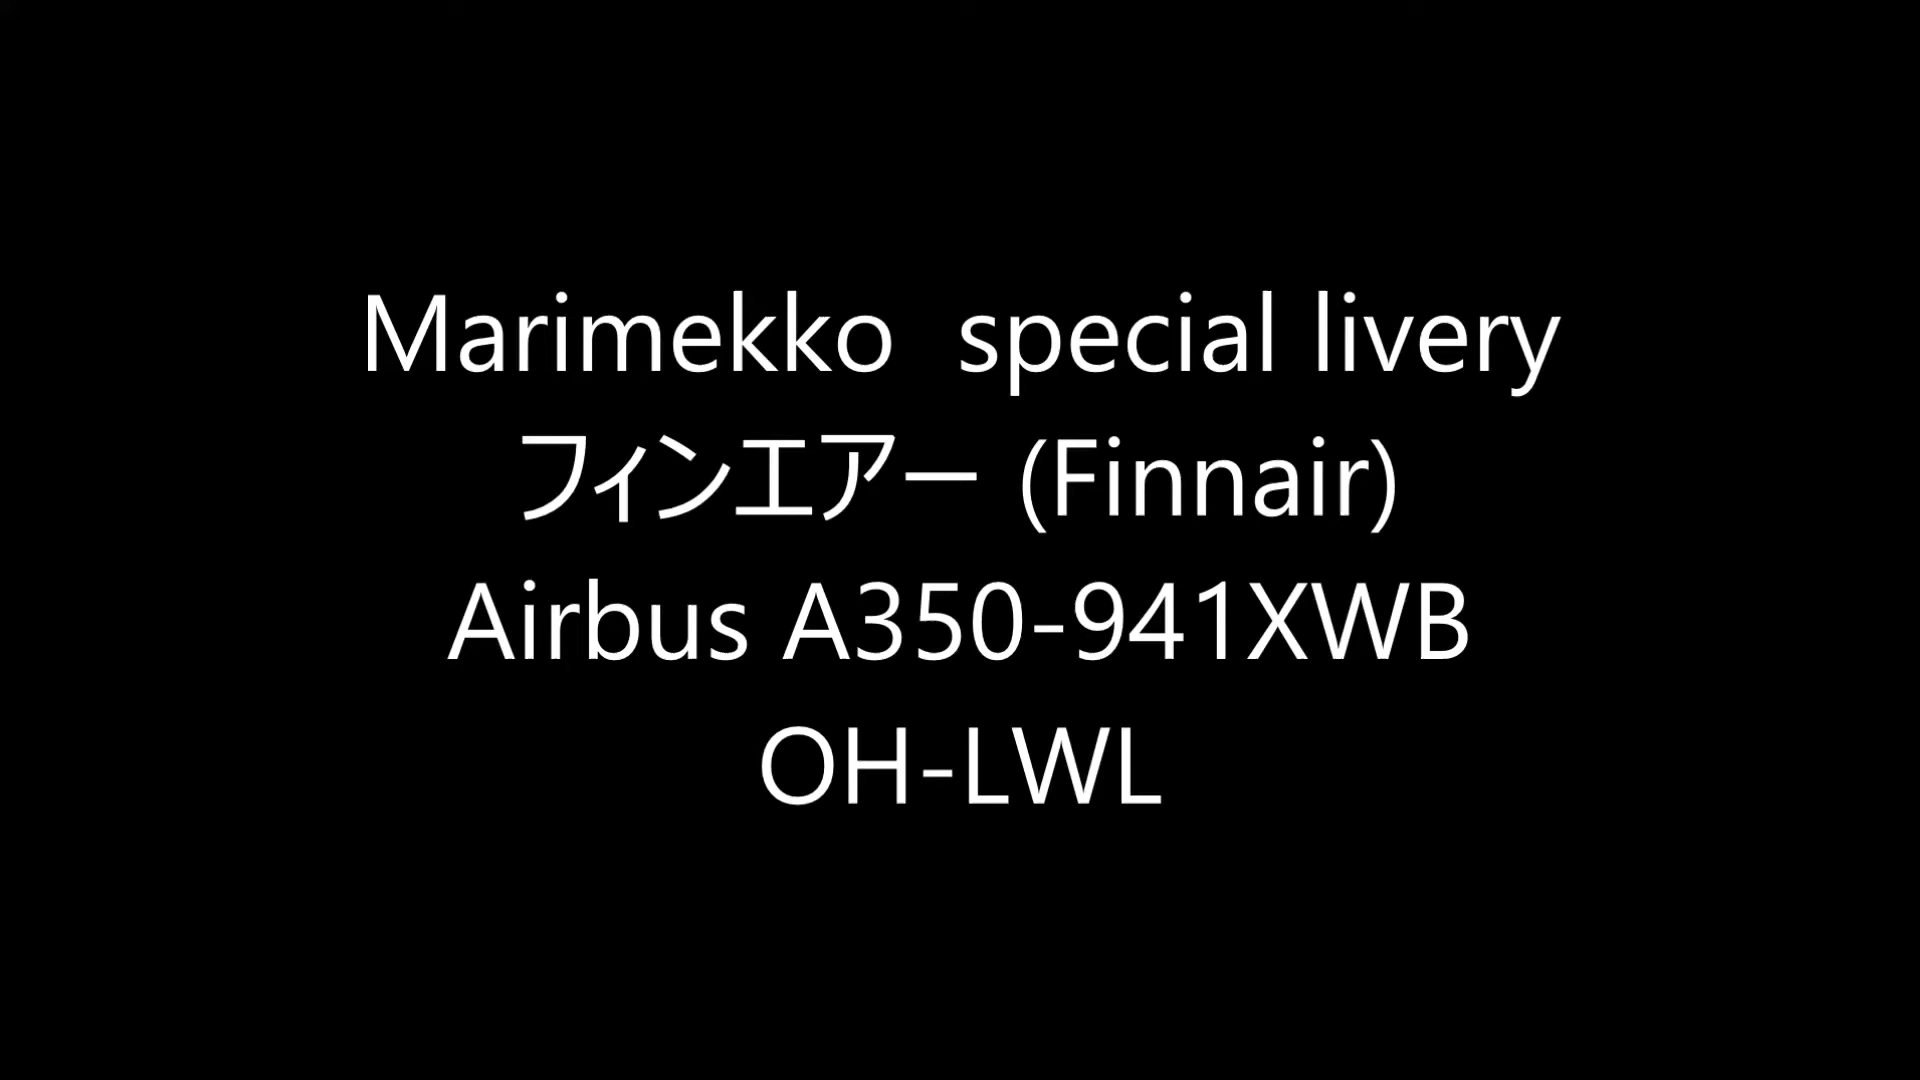 Marimekko  special livery
フィンエアー (Finnair)
Airbus A350-941XWB
OH-LWL